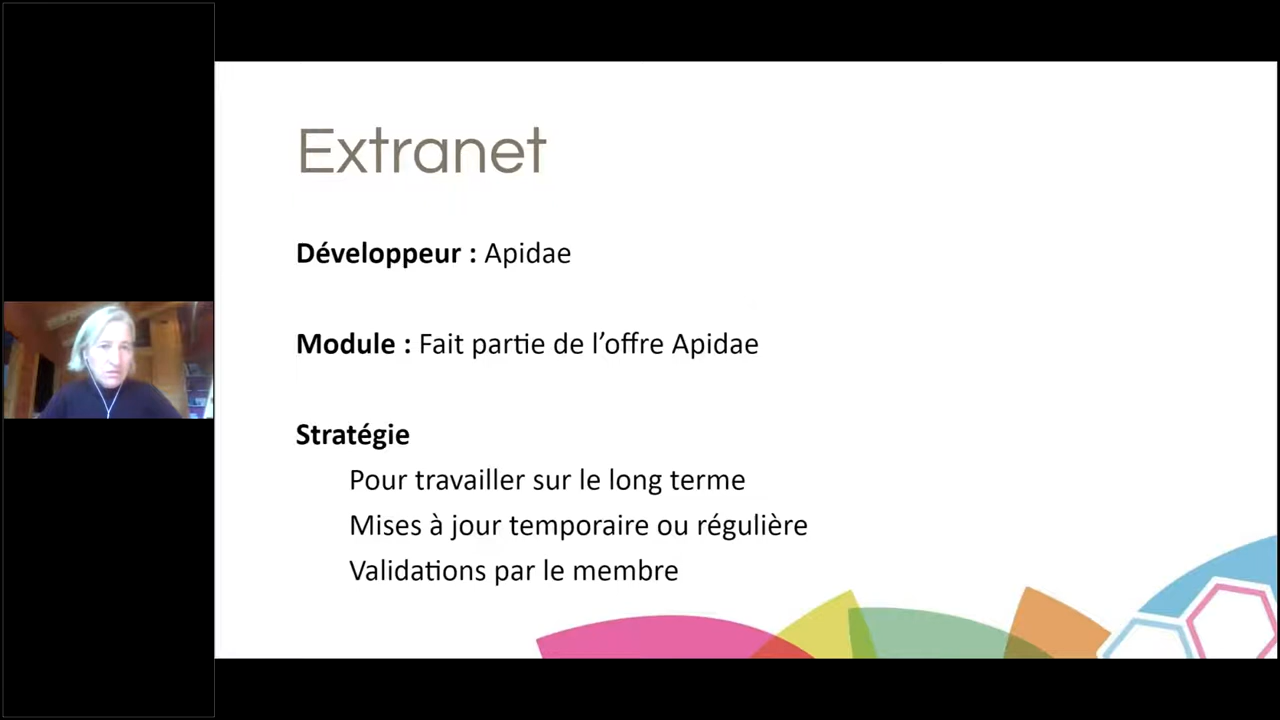 Extranet
Développeur : Apidae
Module : Fait partie de l’offre Apidae
Stratégie
Pour travailler sur le long terme
Mises à jour temporaire ou régulière
Validations par le membre